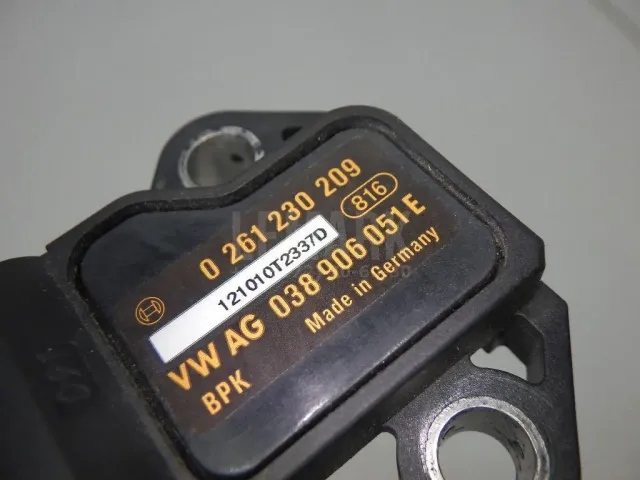 0 261 230 209
816
121010T2337D
VW AG 038 906 051 E
BPK
Made in Germany